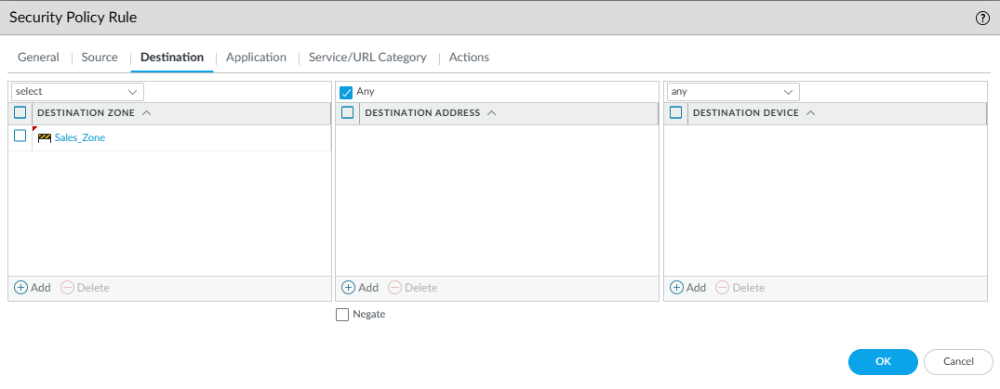 Security Policy Rule
General Source Destination Application Service/URL Category Actions
select Any any
DESTINATION ZONE DESTINATION ADDRESS DESTINATION DEVICE
Sales_Zone
Add Delete Add Delete Add Delete
Negate
OK Cancel